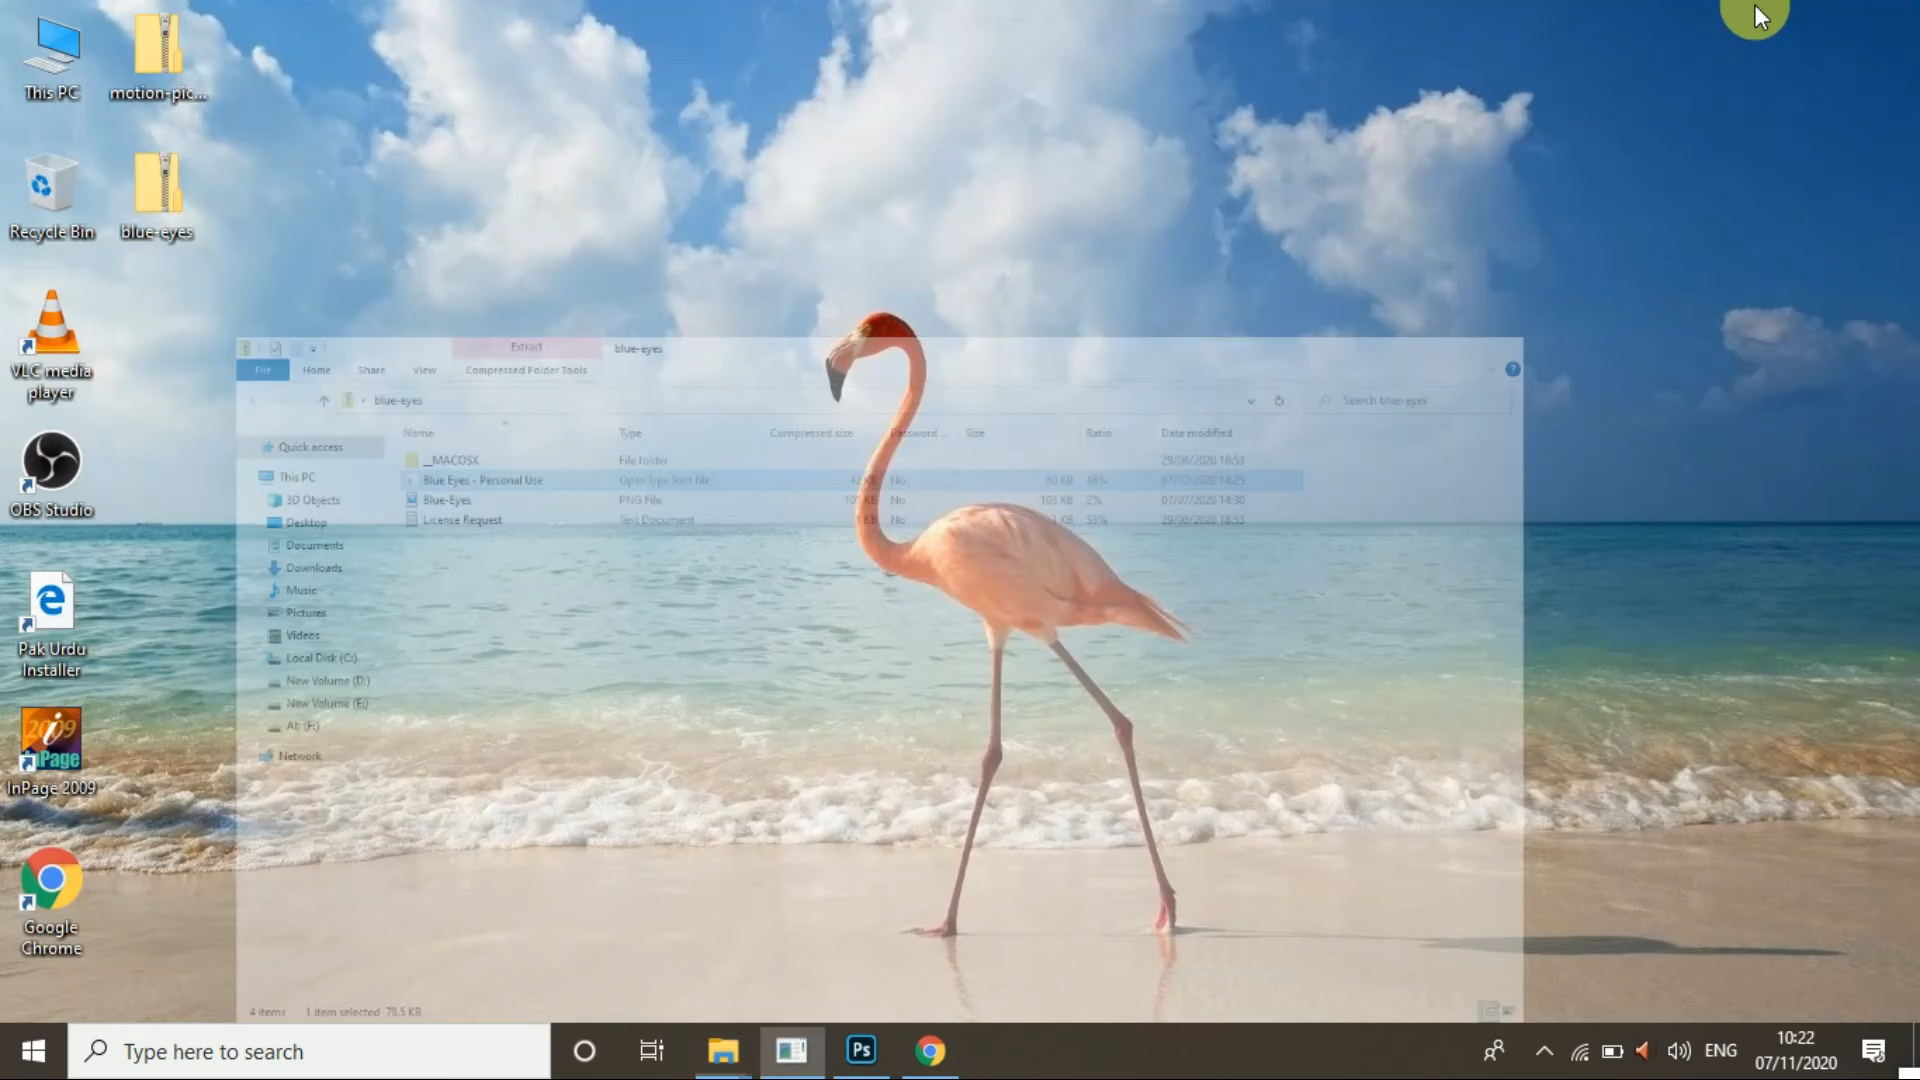 This PC
motion-pic...
Recycle Bin
blue-eyes
VLC media
player
OBS Studio
Pak Urdu
Installer
2009
InPage
InPage 2009
Google
Chrome
Extract
blue-eyes
File
Home
Share
View
Compressed Folder Tools
blue-eyes
Search blue-eyes
Name
Type
Compressed size
Password ...
Size
Ratio
Date modified
__MACOSX
File folder
29/08/2020 18:53
Blue Eyes - Personal Use
OpenType font file
42 KB
No
80 KB
48%
07/07/2020 14:25
Blue-Eyes
PNG File
KB
No
103 KB
2%
07/07/2020 14:30
License Request
Text Document
KB
No
1 KB
53%
29/08/2020 18:53
Quick access
This PC
3D Objects
Desktop
Documents
Downloads
Music
Pictures
Videos
Local Disk (C:)
New Volume (D:)
New Volume (E:)
Ab (F:)
Network
4 items
1 item selected 79.5 KB
Type here to search
Ps
ENG
10:22
07/11/2020